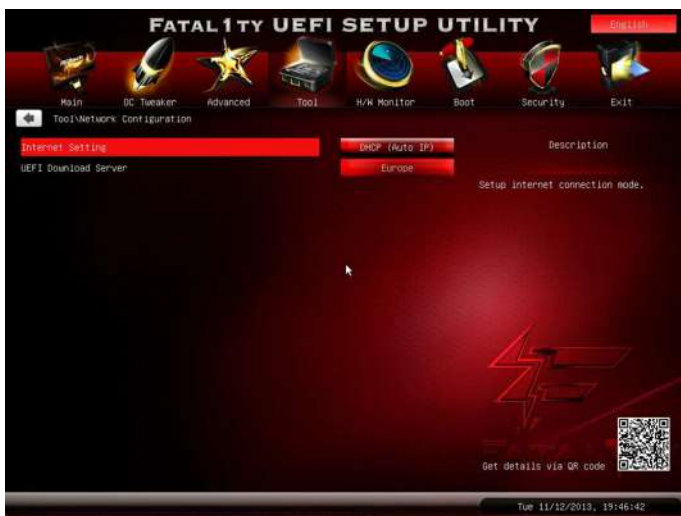 FATAL1TY UEFI SETUP UTILITY
English
Main
OC Tweaker
Advanced
Tool
H/W Monitor
Boot
Security
Exit
Tool\Network Configuration
Internet Setting
DHCP (Auto IP)
UEFI Download Server
Europe
Description
Setup internet connection mode.
Get details via QR code
Tue 11/12/2013, 19:46:42